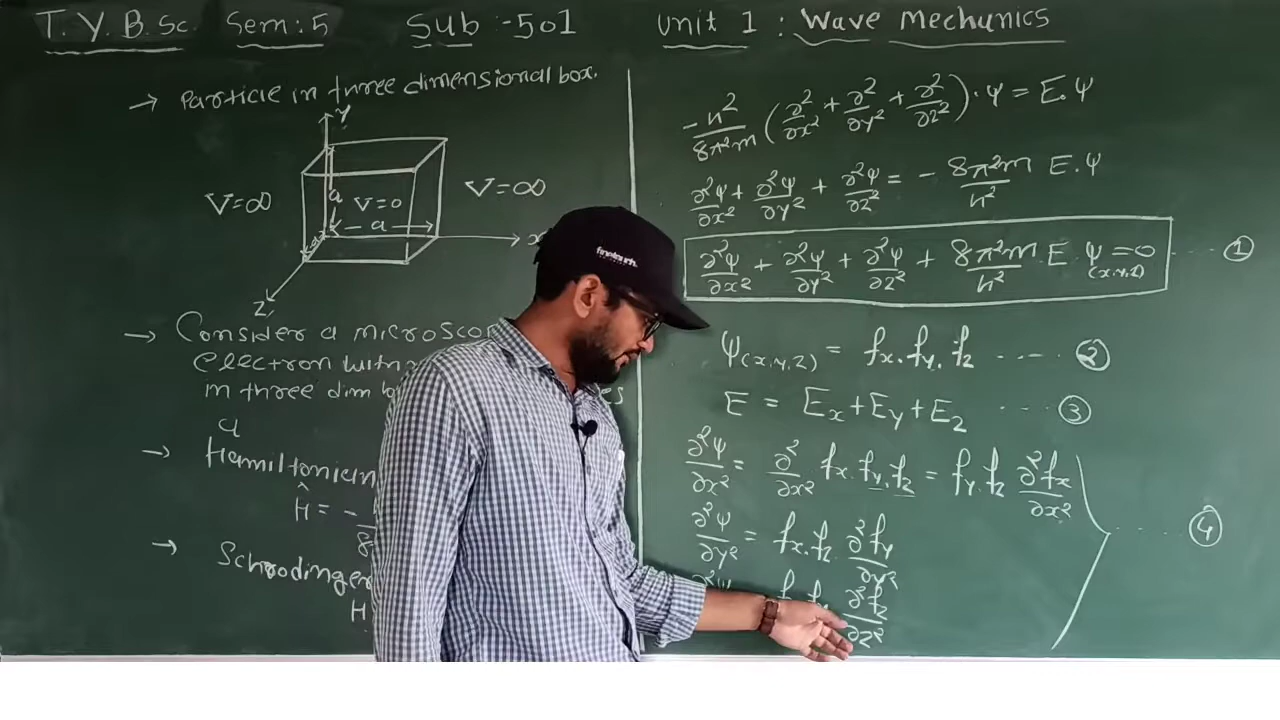 T. Y. B. Sc. Sem: 5 Sub :- 501 Unit 1 : Wave Mechanics
→ Particle in three dimensional box.
Y
V=∞ a V=0 V=∞
a
a
x
Z
→ Consider a
electron with
in three dim
a
→ Hamiltonian
Ĥ = -
8
→ Schrodinger
H
-h²/8π²m (∂²/∂x² + ∂²/∂y² + ∂²/∂z²) · ψ = E. ψ
∂²ψ/∂x² + ∂²ψ/∂y² + ∂²ψ/∂z² = - 8π²m/h² E. ψ
∂²ψ/∂x² + ∂²ψ/∂y² + ∂²ψ/∂z² + 8π²m/h² E. ψ(x,y,z) = 0 ---- ①
ψ(x,y,z) = fx. fy. fz ---- ②
E = Ex + Ey + Ez --- ③
∂²ψ/∂x² = ∂²/∂x² fx. fy. fz = fy. fz ∂²fx/∂x²
∂²ψ/∂y² = fx. fz ∂²fy/∂y² ---- ④
∂²fz/∂z²